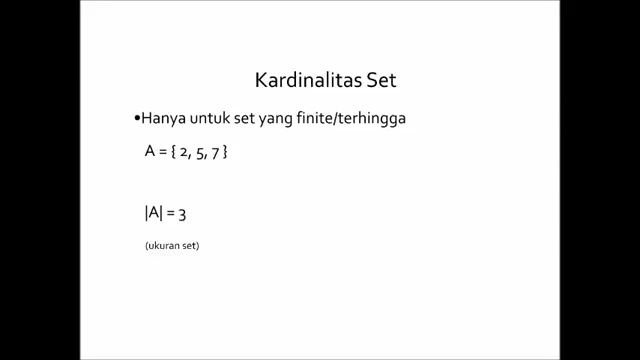 Kardinalitas Set
•Hanya untuk set yang finite/terhingga
A = { 2, 5, 7 }
|A| = 3
(ukuran set)